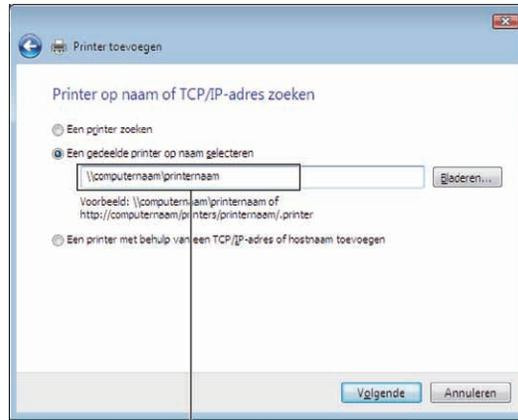 Printer toevoegen
Printer op naam of TCP/IP-adres zoeken
Een printer zoeken
Een gedeelde printer op naam selecteren
\\computernaam\printernaam
Bladeren...
Voorbeeld: \\computernaam\printernaam of
http://computernaam/printers/printernaam/.printer
Een printer met behulp van een TCP/IP-adres of hostnaam toevoegen
Volgende
Annuleren